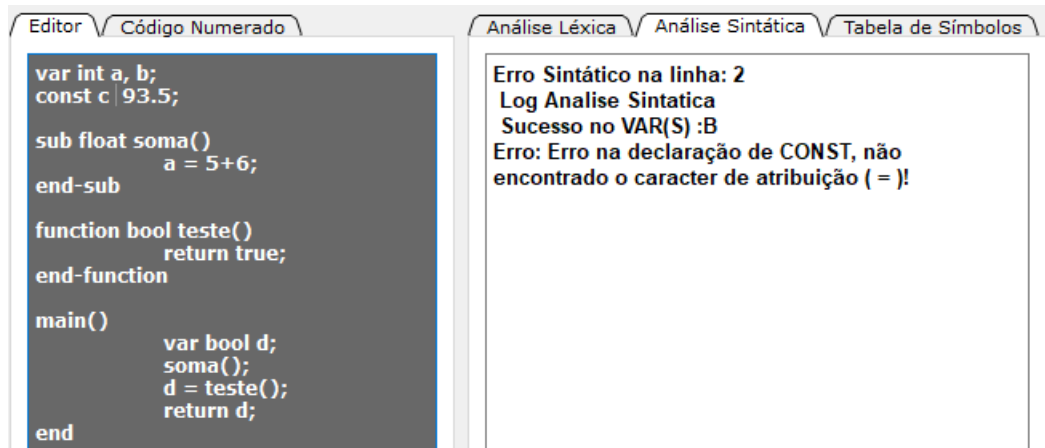 Editor
Código Numerado
var int a, b;
const c 93.5;
sub float soma()
a = 5+6;
end-sub
function bool teste()
return true;
end-function
main()
var bool d;
soma();
d = teste();
return d;
end
Análise Léxica
Análise Sintática
Tabela de Símbolos
Erro Sintático na linha: 2
Log Analise Sintatica
Sucesso no VAR(S) :B
Erro: Erro na declaração de CONST, não
encontrado o caracter de atribuição ( = )!